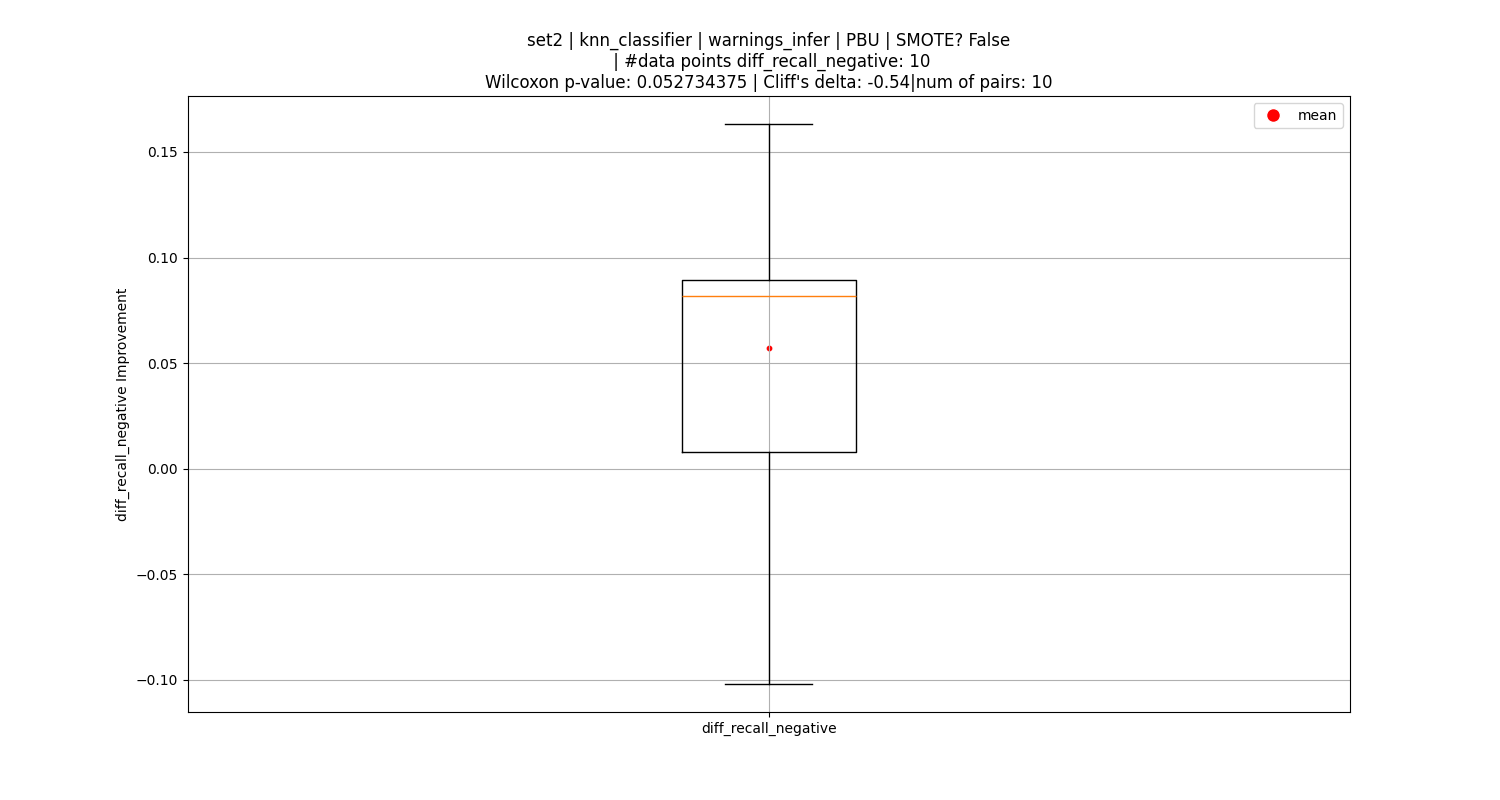 set2 | knn_classifier | warnings_infer | PBU | SMOTE? False
| #data points diff_recall_negative: 10
Wilcoxon p-value: 0.052734375 | Cliff's delta: -0.54|num of pairs: 10
mean
0.15
0.10
0.05
0.00
−0.05
−0.10
diff_recall_negative Improvement
diff_recall_negative